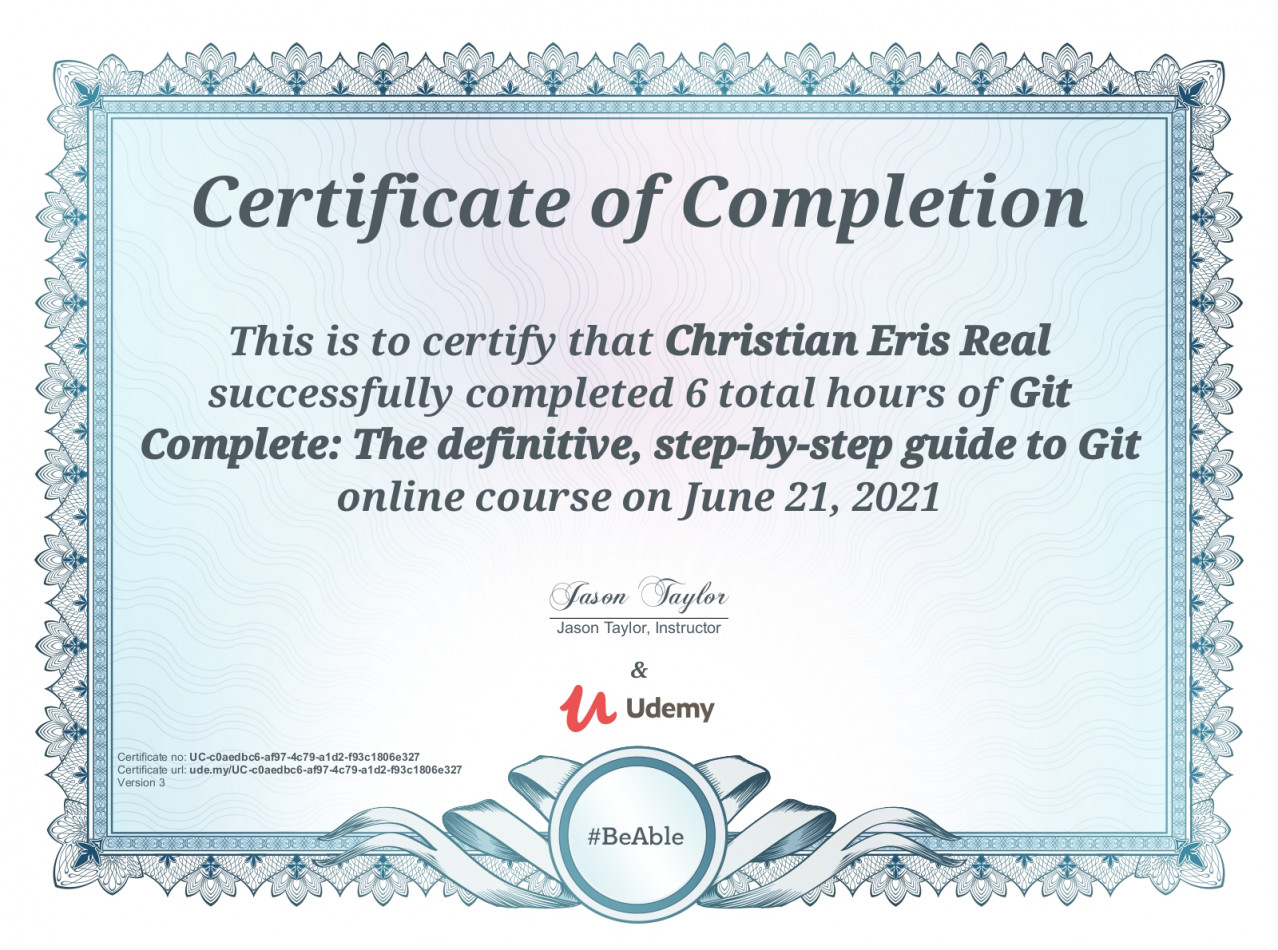 Certificate of Completion
This is to certify that Christian Eris Real
successfully completed 6 total hours of Git
Complete: The definitive, step-by-step guide to Git
online course on June 21, 2021
Jason Taylor
Jason Taylor, Instructor
&
Udemy
Certificate no: UC-c0aedbc6-af97-4c79-a1d2-f93c1806e327
Certificate url: ude.my/UC-c0aedbc6-af97-4c79-a1d2-f93c1806e327
Version 3
#BeAble